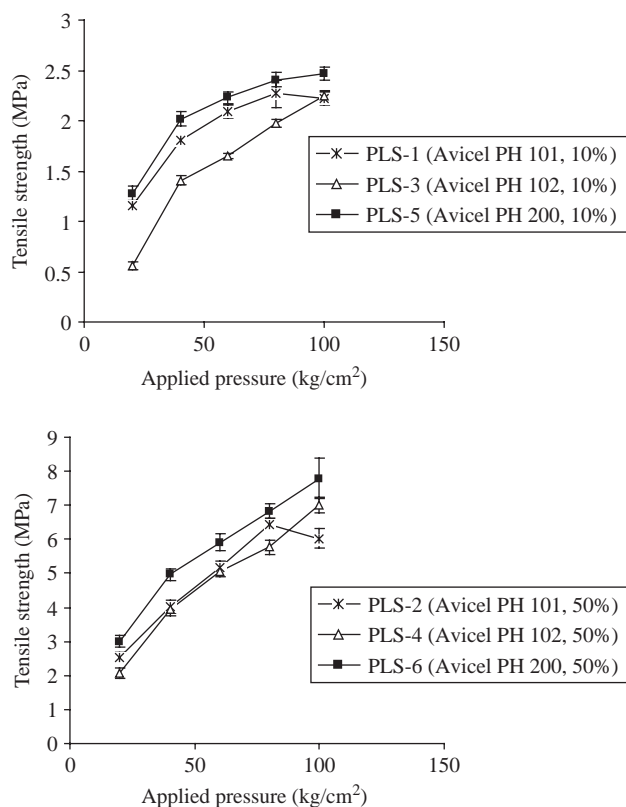 3
2.5
2
1.5
1
0.5
0
Tensile strength (MPa)
0
50
100
150
Applied pressure (kg/cm²)
PLS-1 (Avicel PH 101, 10%)
PLS-3 (Avicel PH 102, 10%)
PLS-5 (Avicel PH 200, 10%)
9
8
7
6
5
4
3
2
1
0
Tensile strength (MPa)
0
50
100
150
Applied pressure (kg/cm²)
PLS-2 (Avicel PH 101, 50%)
PLS-4 (Avicel PH 102, 50%)
PLS-6 (Avicel PH 200, 50%)